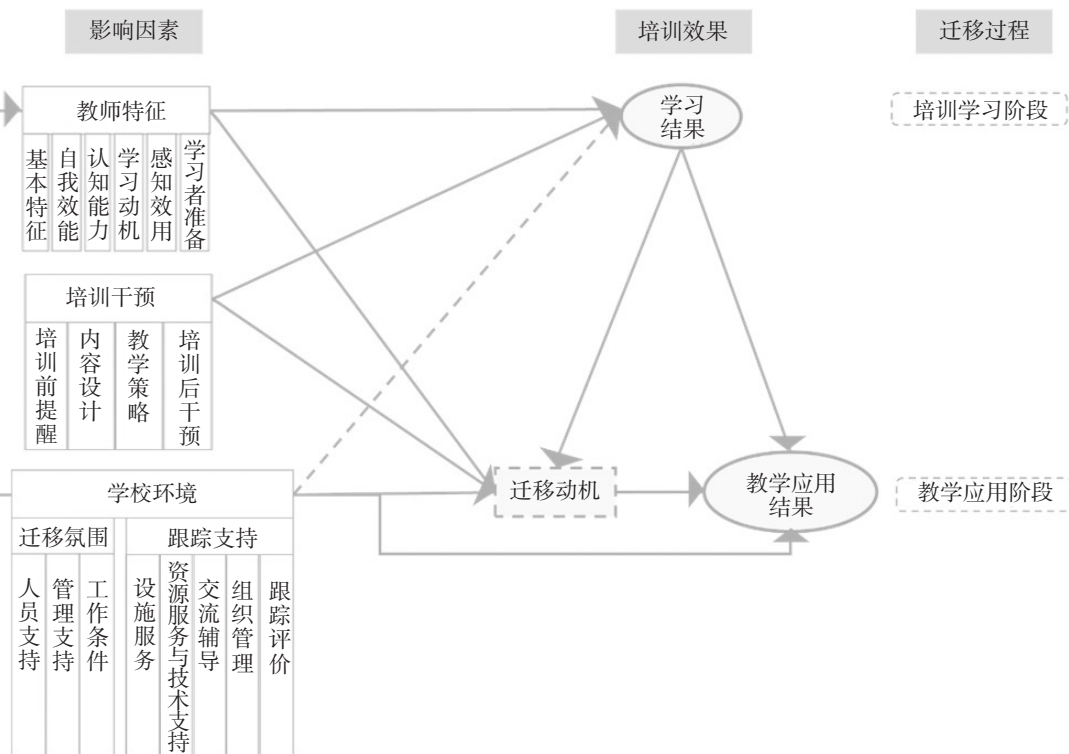 影响因素
培训效果
迁移过程
教师特征
基本特征
自我效能
认知能力
学习动机
感知效用
学习者准备
学习
结果
培训学习阶段
培训干预
培训前提醒
内容设计
教学策略
培训后干预
学校环境
迁移氛围
跟踪支持
人员支持
管理支持
工作条件
设施服务
资源服务与技术支持
交流辅导
组织管理
跟踪评价
迁移动机
教学应用
结果
教学应用阶段